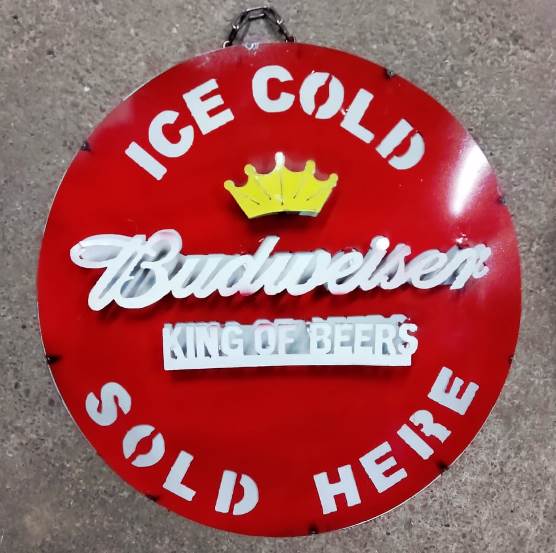 ICE COLD
Budweiser
KING OF BEERS
SOLD HERE